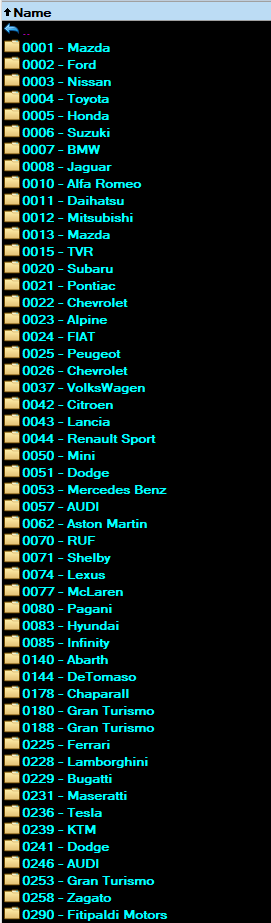 Name
..
0001 - Mazda
0002 - Ford
0003 - Nissan
0004 - Toyota
0005 - Honda
0006 - Suzuki
0007 - BMW
0008 - Jaguar
0010 - Alfa Romeo
0011 - Daihatsu
0012 - Mitsubishi
0013 - Mazda
0015 - TVR
0020 - Subaru
0021 - Pontiac
0022 - Chevrolet
0023 - Alpine
0024 - FIAT
0025 - Peugeot
0026 - Chevrolet
0037 - VolksWagen
0042 - Citroen
0043 - Lancia
0044 - Renault Sport
0050 - Mini
0051 - Dodge
0053 - Mercedes Benz
0057 - AUDI
0062 - Aston Martin
0070 - RUF
0071 - Shelby
0074 - Lexus
0077 - McLaren
0080 - Pagani
0083 - Hyundai
0085 - Infinity
0140 - Abarth
0144 - DeTomaso
0178 - Chaparall
0180 - Gran Turismo
0188 - Gran Turismo
0225 - Ferrari
0228 - Lamborghini
0229 - Bugatti
0231 - Maseratti
0236 - Tesla
0239 - KTM
0241 - Dodge
0246 - AUDI
0253 - Gran Turismo
0258 - Zagato
0290 - Fitipaldi Motors